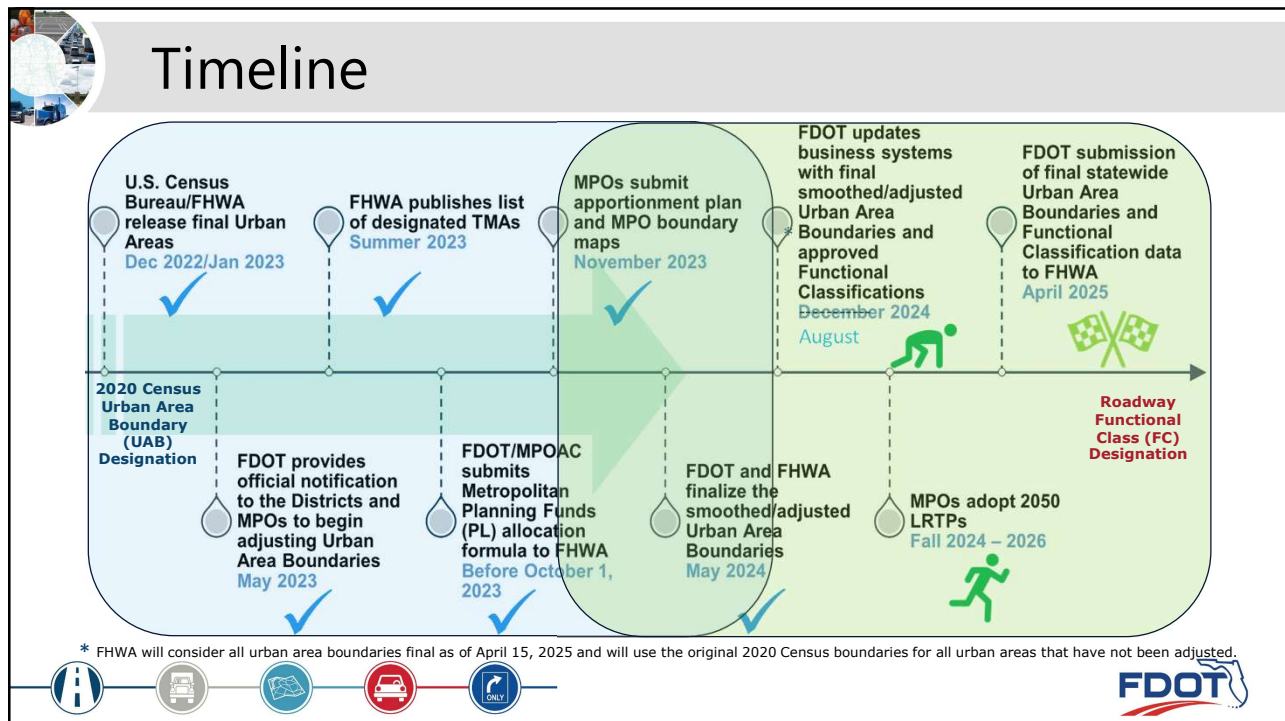 Timeline
U.S. Census
Bureau/FHWA
release final Urban
Areas
Dec 2022/Jan 2023
FHWA publishes list
of designated TMAs
Summer 2023
MPOs submit
apportionment plan
and MPO boundary
maps
November 2023
FDOT updates
business systems
with final
smoothed/adjusted
Urban Area
* Boundaries and
approved
Functional
Classifications
December 2024
August
FDOT submission
of final statewide
Urban Area
Boundaries and
Functional
Classification data
to FHWA
April 2025
2020 Census
Urban Area
Boundary
(UAB)
Designation
Roadway
Functional
Class (FC)
Designation
FDOT provides
official notification
to the Districts and
MPOs to begin
adjusting Urban
Area Boundaries
May 2023
FDOT/MPOAC
submits
Metropolitan
Planning Funds
(PL) allocation
formula to FHWA
Before October 1,
2023
FDOT and FHWA
finalize the
smoothed/adjusted
Urban Area
Boundaries
May 2024
MPOs adopt 2050
LRTPs
Fall 2024 – 2026
* FHWA will consider all urban area boundaries final as of April 15, 2025 and will use the original 2020 Census boundaries for all urban areas that have not been adjusted.
ONLY
FDOT